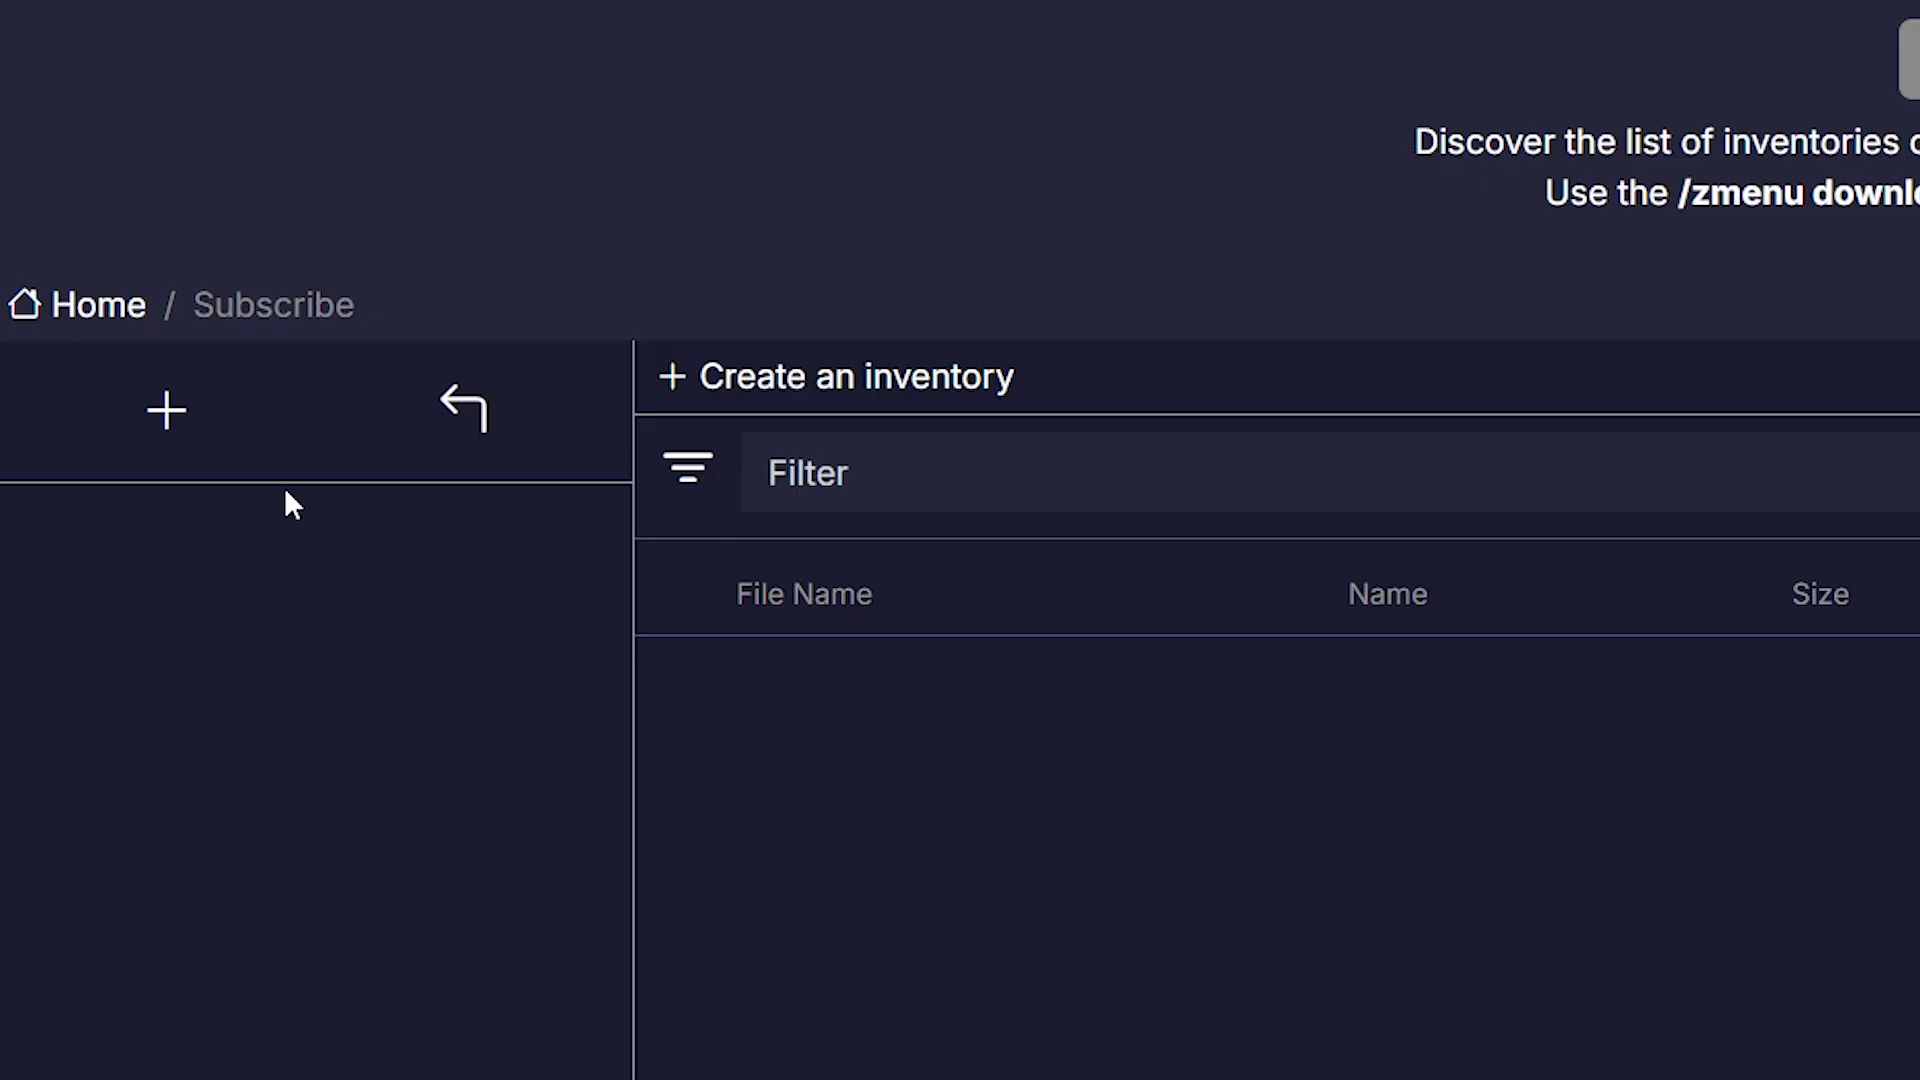 Discover the list of inventories
Use the /zmenu
Home / Subscribe
+ Create an inventory
Filter
File Name Name Size